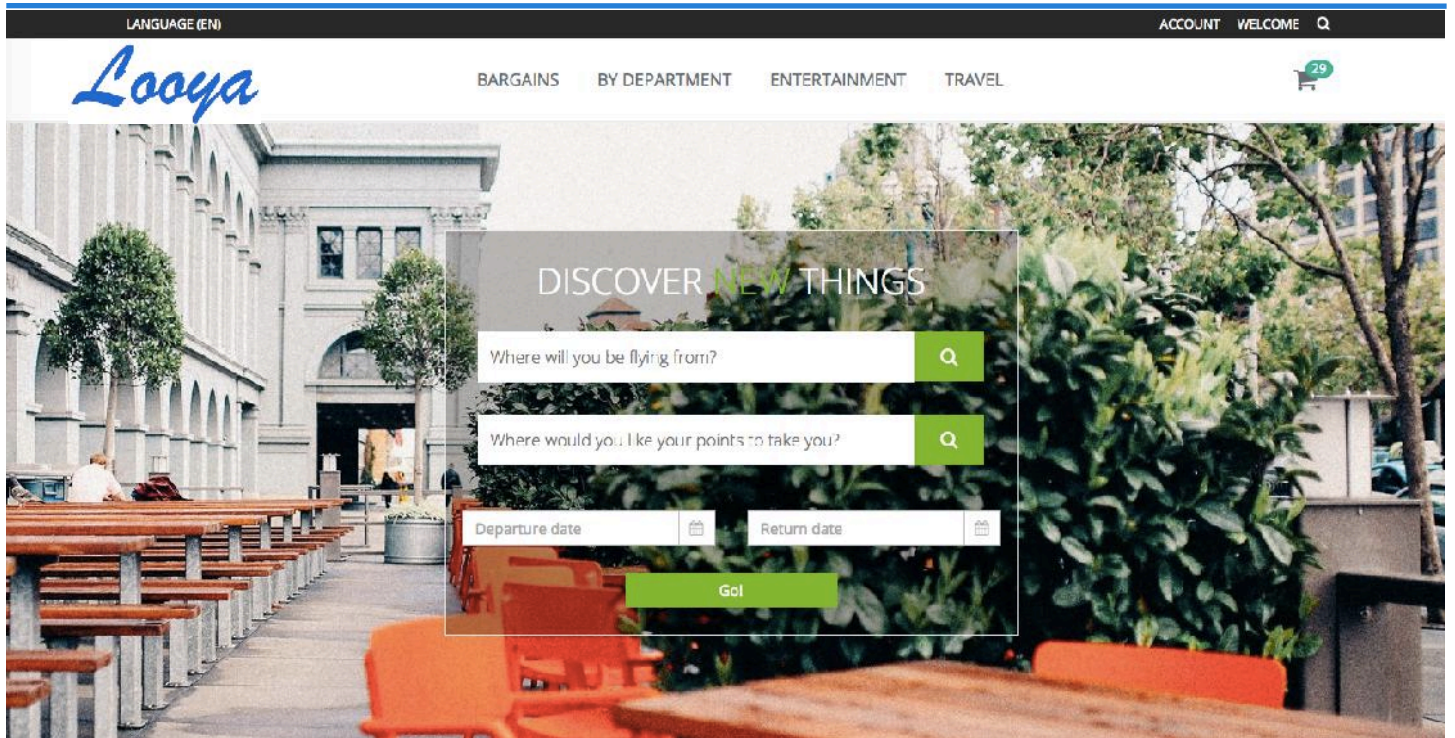 LANGUAGE (EN)
ACCOUNT WELCOME
Looya
BARGAINS BY DEPARTMENT ENTERTAINMENT TRAVEL
29
DISCOVER NEW THINGS
Where will you be flying from?
Where would you like your points to take you?
Departure date
Return date
Go!